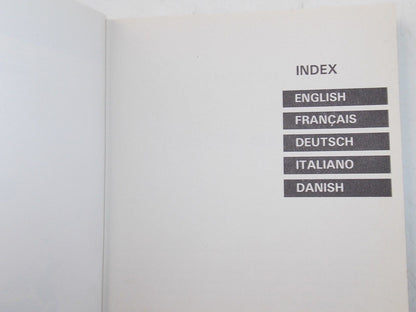 INDEX
ENGLISH
FRANÇAIS
DEUTSCH
ITALIANO
DANISH